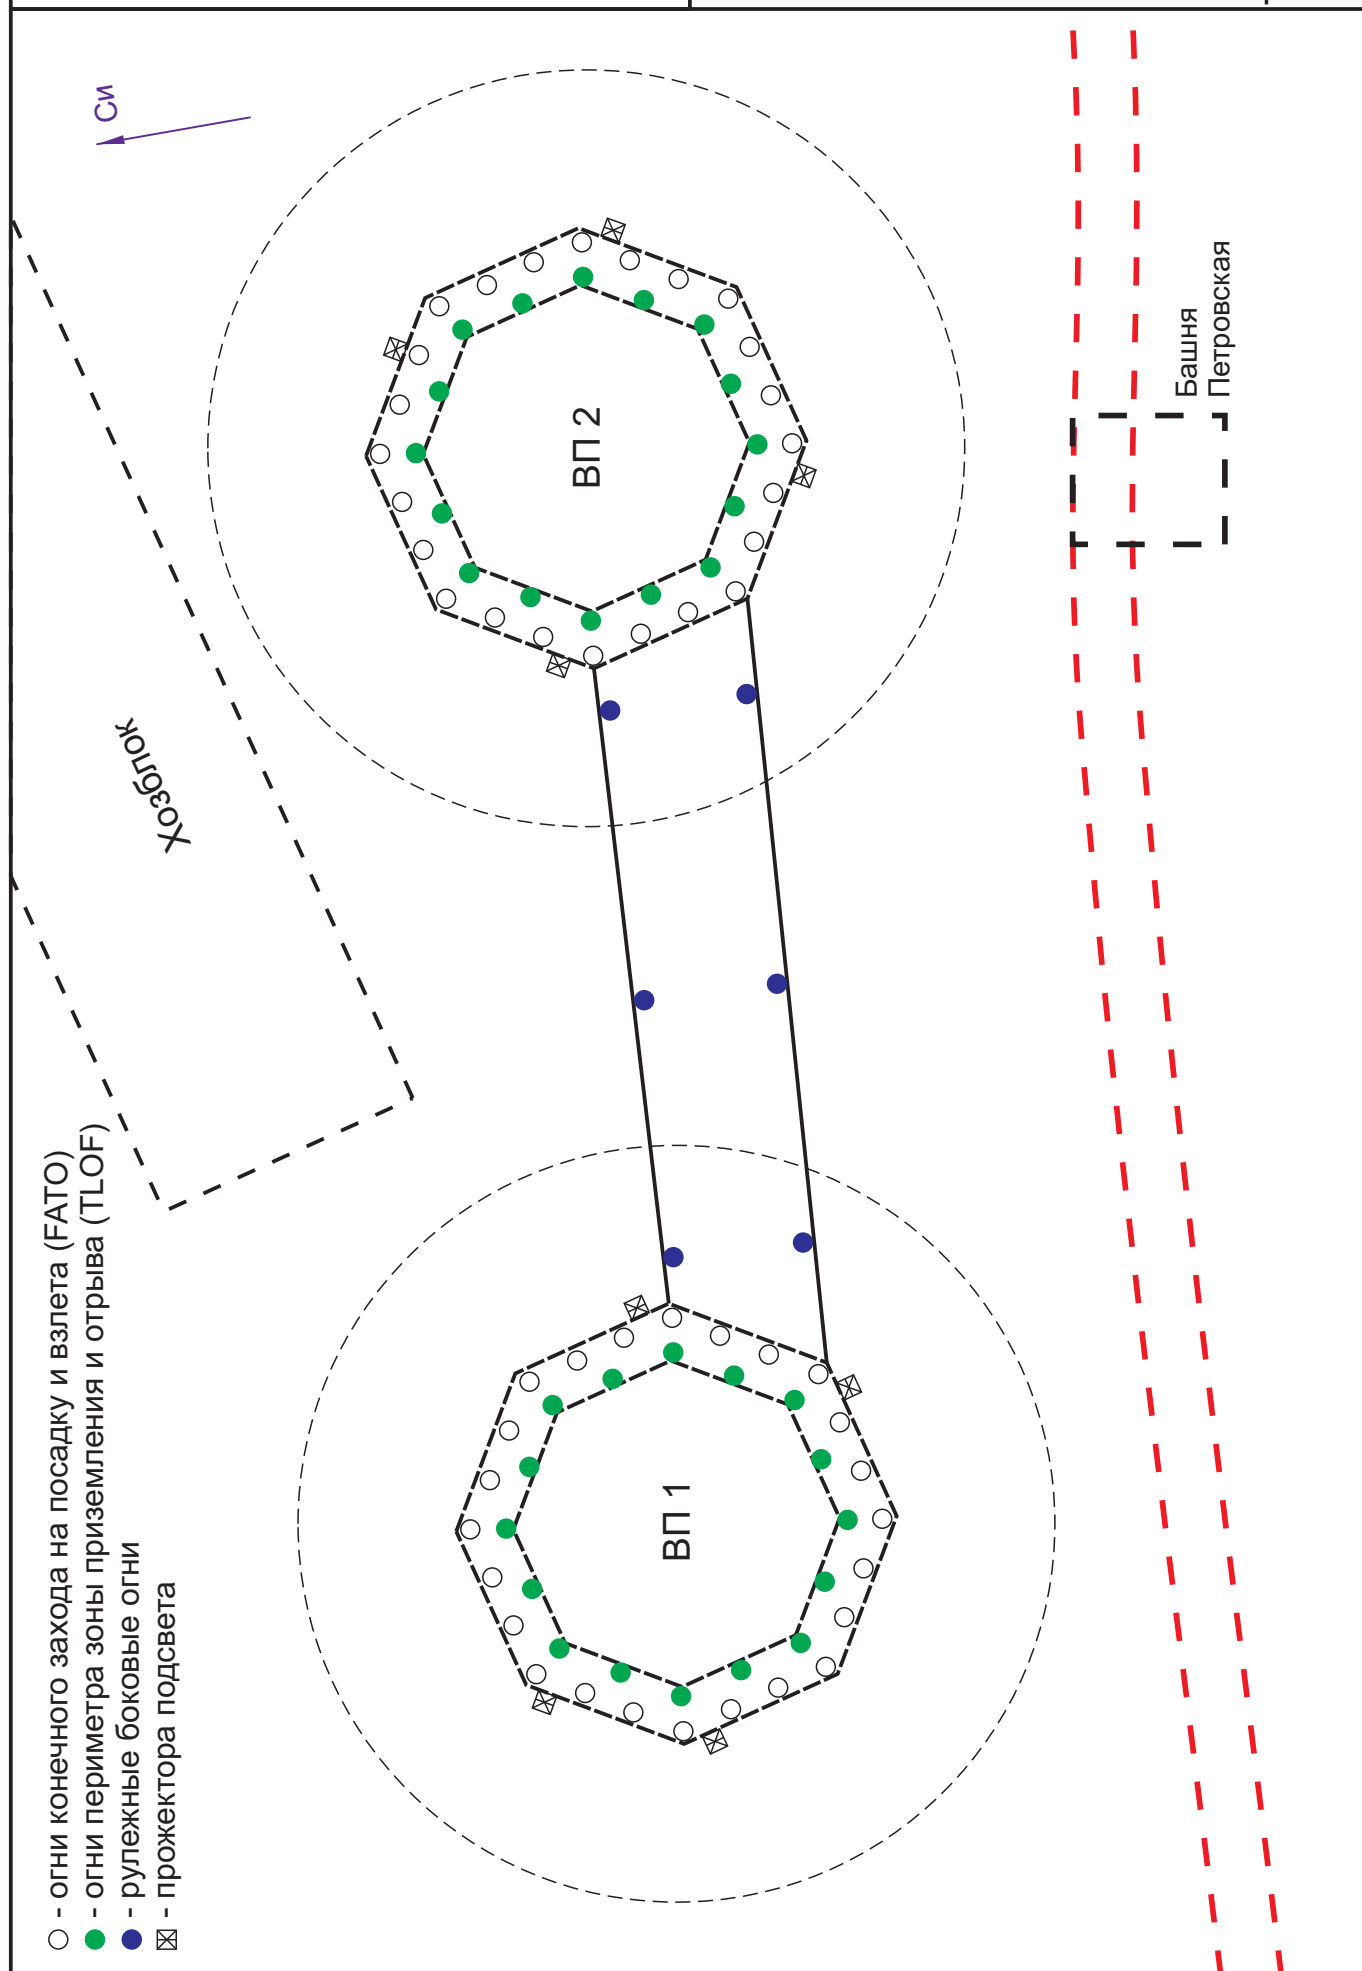 Си
Хозблок
ВП 2
ВП 1
Башня
Петровская
- огни конечного захода на посадку и взлета (FATO)
- огни периметра зоны приземления и отрыва (TLOF)
- рулежные боковые огни
- прожектора подсвета